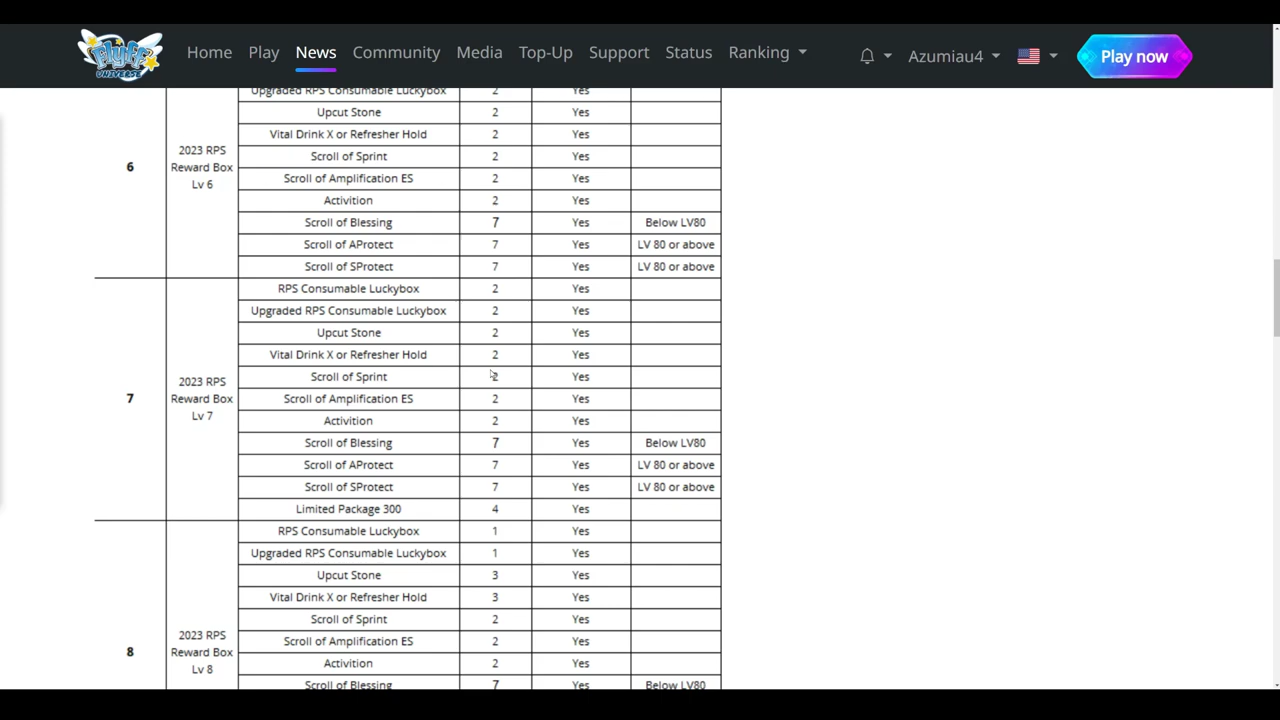 Flyff
UNIVERSE
Home Play News Community Media Top-Up Support Status Ranking Azumiau4 Play now
Upgraded RPS Consumable Luckybox 2 Yes
Upcut Stone 2 Yes
Vital Drink X or Refresher Hold 2 Yes
Scroll of Sprint 2 Yes
Scroll of Amplification ES 2 Yes
Activition 2 Yes
Scroll of Blessing 7 Yes Below LV80
Scroll of AProtect 7 Yes LV 80 or above
Scroll of SProtect 7 Yes LV 80 or above
6
2023 RPS
Reward Box
Lv 6
RPS Consumable Luckybox 2 Yes
Upgraded RPS Consumable Luckybox 2 Yes
Upcut Stone 2 Yes
Vital Drink X or Refresher Hold 2 Yes
Scroll of Sprint 2 Yes
Scroll of Amplification ES 2 Yes
Activition 2 Yes
Scroll of Blessing 7 Yes Below LV80
Scroll of AProtect 7 Yes LV 80 or above
Scroll of SProtect 7 Yes LV 80 or above
Limited Package 300 4 Yes
7
2023 RPS
Reward Box
Lv 7
RPS Consumable Luckybox 1 Yes
Upgraded RPS Consumable Luckybox 1 Yes
Upcut Stone 3 Yes
Vital Drink X or Refresher Hold 3 Yes
Scroll of Sprint 2 Yes
Scroll of Amplification ES 2 Yes
Activition 2 Yes
Scroll of Blessing 7 Yes Below LV80
8
2023 RPS
Reward Box
Lv 8